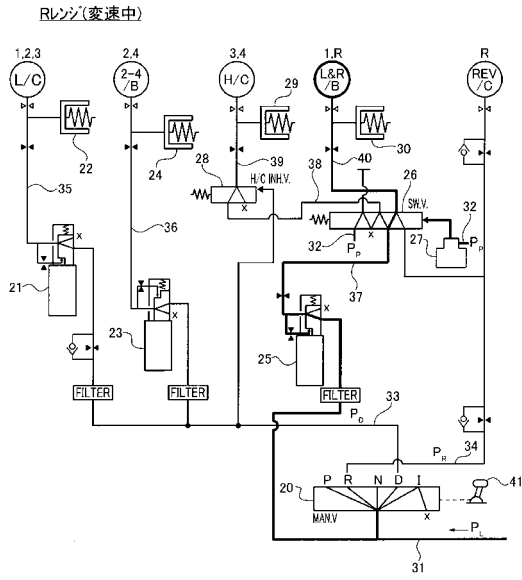 Rレンジ(変速中)
1,2,3 2,4 3,4 1,R R
L/C 2-4/B H/C L&R/B REV/C
29
22 24 28 39 30
H/C INH.V. 38 40 26
35 36 SW.V. 32
32 PP X 27 PP
37
21 X 23 X 25 X
FILTER FILTER FILTER
PD 33
PR 34
P R N D I
20 41
MAN.V X
PL
31